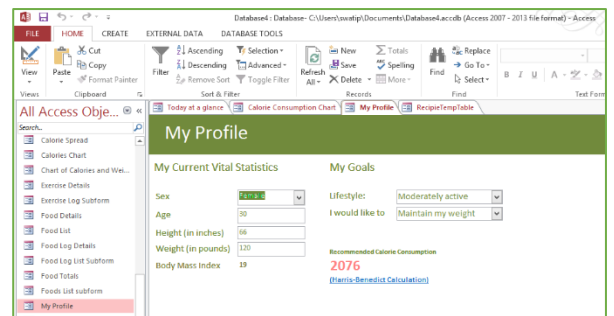 Database4 : Database- C:\Users\swatip\Documents\Database4.accdb (Access 2007 - 2013 file format) - Access
FILE HOME CREATE EXTERNAL DATA DATABASE TOOLS
View
Paste
Cut
Copy
Format Painter
Filter
Ascending
Descending
Remove Sort
Selection
Advanced
Toggle Filter
Refresh All
New
Save
Delete
Totals
Spelling
More
Find
Replace
Go To
Select
B I U A
Views Clipboard Sort & Filter Records Find Text Form
All Access Obje...
Search..
Calorie Spread
Calories Chart
Chart of Calories and Wei...
Exercise Details
Exercise Log Subform
Food Details
Food List
Food Log Details
Food Log List Subform
Food Totals
Foods List subform
My Profile
Today at a glance Calorie Consumption Chart My Profile RecipieTempTable
My Profile
My Current Vital Statistics
Sex Female
Age 30
Height (in inches) 66
Weight (in pounds) 120
Body Mass Index 19
My Goals
Lifestyle: Moderately active
I would like to Maintain my weight
Recommended Calorie Consumption
2076
(Harris-Benedict Calculation)